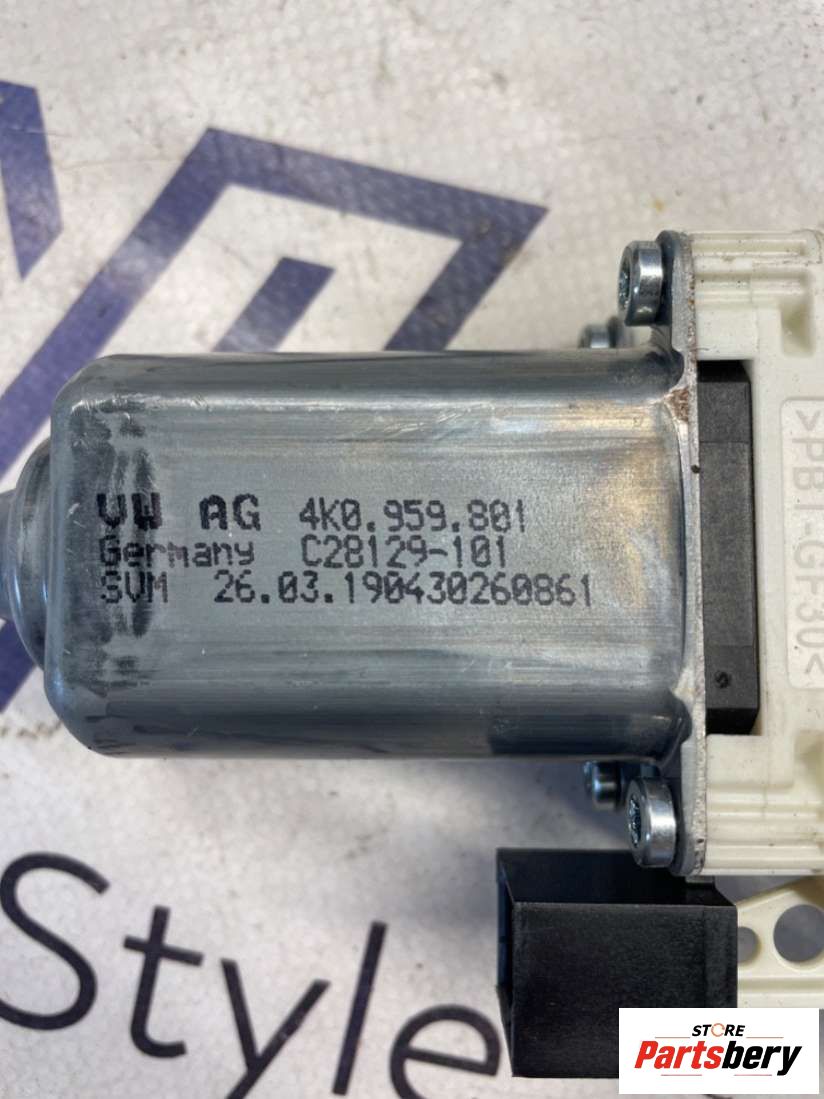 VW AG 4K0.959.801
Germany C28129-101
SVM 26.03.190430260861
>PBT-GF30<
Style
STORE
Partsbery